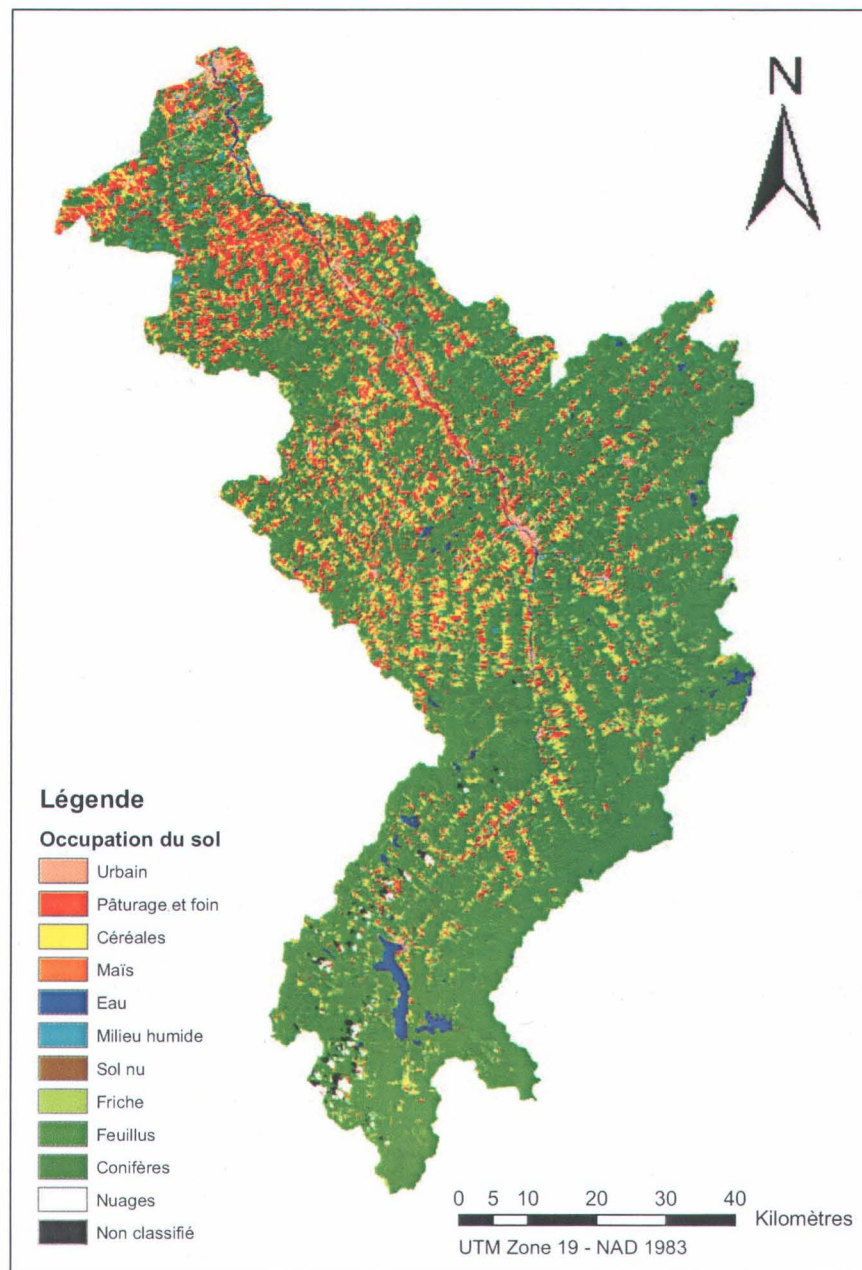 N
Légende
Occupation du sol
Urbain
Pâturage et foin
Céréales
Maïs
Eau
Milieu humide
Sol nu
Friche
Feuillus
Conifères
Nuages
Non classifié
0 5 10 20 30 40
Kilomètres
UTM Zone 19 - NAD 1983